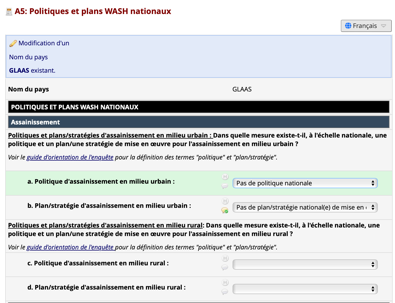 A5: Politiques et plans WASH nationaux
Français
Modification d'un
Nom du pays
GLAAS existant.
Nom du pays GLAAS
POLITIQUES ET PLANS WASH NATIONAUX
Assainissement
Politiques et plans/stratégies d'assainissement en milieu urbain : Dans quelle mesure existe-t-il, à l'échelle nationale, une
politique et un plan/une stratégie de mise en œuvre pour l'assainissement en milieu urbain ?
Voir le guide d'orientation de l'enquête pour la définition des termes "politique" et "plan/stratégie".
a. Politique d'assainissement en milieu urbain : Pas de politique nationale
b. Plan/stratégie d'assainissement en milieu urbain : Pas de plan/stratégie national(e) de mise en
Politiques et plans/stratégies d'assainissement en milieu rural: Dans quelle mesure existe-t-il, à l'échelle nationale, une
politique et un plan/une stratégie de mise en œuvre pour l'assainissement en milieu rural ?
Voir le guide d'orientation de l'enquête pour la définition des termes "politique" et "plan/stratégie".
c. Politique d'assainissement en milieu rural :
d. Plan/stratégie d'assainissement en milieu rural :